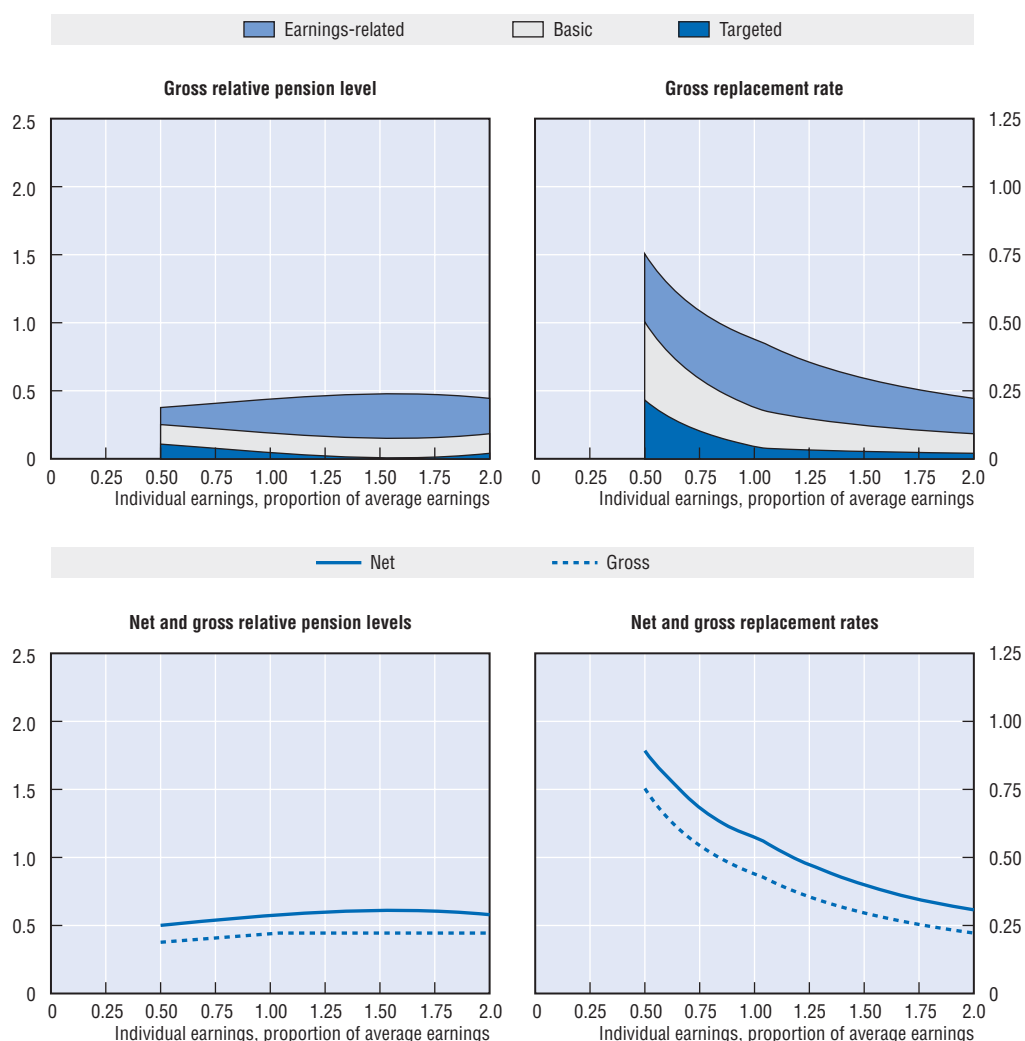 Earnings-related Basic Targeted
Gross relative pension level
2.5
2.0
1.5
1.0
0.5
0
0 0.25 0.50 0.75 1.00 1.25 1.50 1.75 2.0
Individual earnings, proportion of average earnings
Gross replacement rate
1.25
1.00
0.75
0.50
0.25
0
0 0.25 0.50 0.75 1.00 1.25 1.50 1.75 2.0
Individual earnings, proportion of average earnings
Net Gross
Net and gross relative pension levels
2.5
2.0
1.5
1.0
0.5
0
0 0.25 0.50 0.75 1.00 1.25 1.50 1.75 2.0
Individual earnings, proportion of average earnings
Net and gross replacement rates
1.25
1.00
0.75
0.50
0.25
0
0 0.25 0.50 0.75 1.00 1.25 1.50 1.75 2.0
Individual earnings, proportion of average earnings